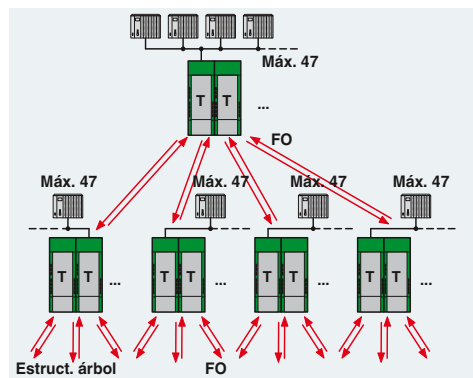 Máx. 47
T T ...
FO
Máx. 47 Máx. 47 Máx. 47 Máx. 47
T T ... T T ... T T ... T T ...
Estruct. árbol FO